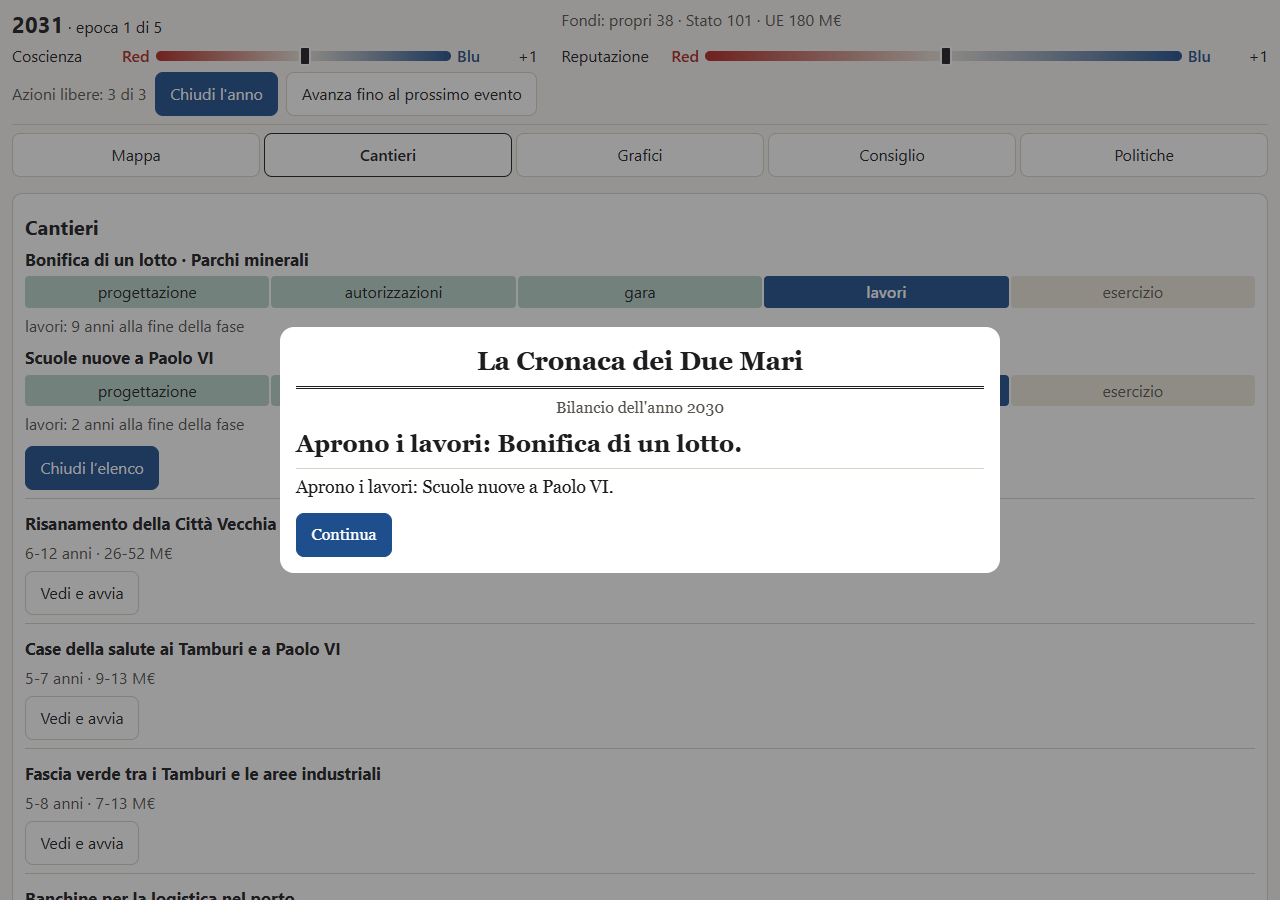 2031 · epoca 1 di 5
Fondi: propri 38 · Stato 101 · UE 180 M€
Coscienza Red Blu +1 Reputazione Red Blu +1
Azioni libere: 3 di 3 Chiudi l'anno Avanza fino al prossimo evento
Mappa Cantieri Grafici Consiglio Politiche
Cantieri
Bonifica di un lotto · Parchi minerali
progettazione autorizzazioni gara lavori esercizio
lavori: 9 anni alla fine della fase
Scuole nuove a Paolo VI
progettazione esercizio
lavori: 2 anni alla fine della fase
Chiudi l'elenco
La Cronaca dei Due Mari
Bilancio dell'anno 2030
Aprono i lavori: Bonifica di un lotto.
Aprono i lavori: Scuole nuove a Paolo VI.
Continua
Risanamento della Città Vecchia
6-12 anni · 26-52 M€
Vedi e avvia
Case della salute ai Tamburi e a Paolo VI
5-7 anni · 9-13 M€
Vedi e avvia
Fascia verde tra i Tamburi e le aree industriali
5-8 anni · 7-13 M€
Vedi e avvia
Banchine per la logistica nel porto